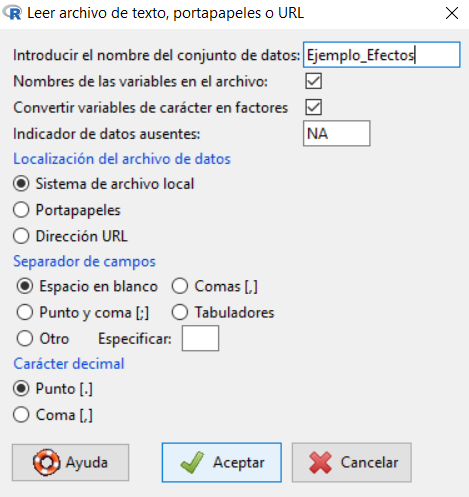 Leer archivo de texto, portapapeles o URL
Introducir el nombre del conjunto de datos: Ejemplo_Efectos
Nombres de las variables en el archivo:
Convertir variables de carácter en factores
Indicador de datos ausentes: NA
Localización del archivo de datos
Sistema de archivo local
Portapapeles
Dirección URL
Separador de campos
Espacio en blanco Comas [,]
Punto y coma [;] Tabuladores
Otro Especificar:
Carácter decimal
Punto [.]
Coma [,]
Ayuda Aceptar Cancelar